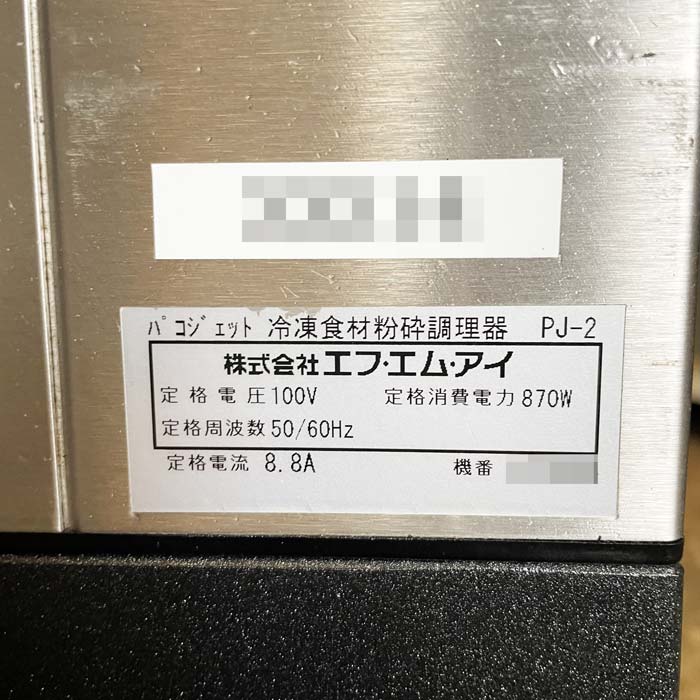 ﾊﾟｺｼﾞｪｯﾄ 冷凍食材粉砕調理器 PJ-2
株式会社エフ・エム・アイ
定格電圧100V 定格消費電力870W
定格周波数50/60Hz
定格電流 8.8A 機番